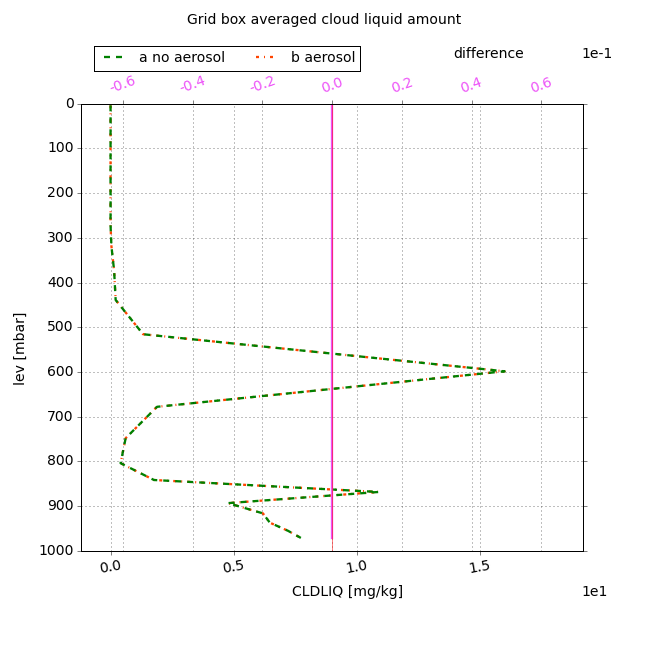 Grid box averaged cloud liquid amount
a no aerosol b aerosol difference 1e-1
-0.6 -0.4 -0.2 0.0 0.2 0.4 0.6
0
100
200
300
400
500
600
700
800
900
1000
lev [mbar]
0.0 0.5 1.0 1.5
CLDLIQ [mg/kg] 1e1